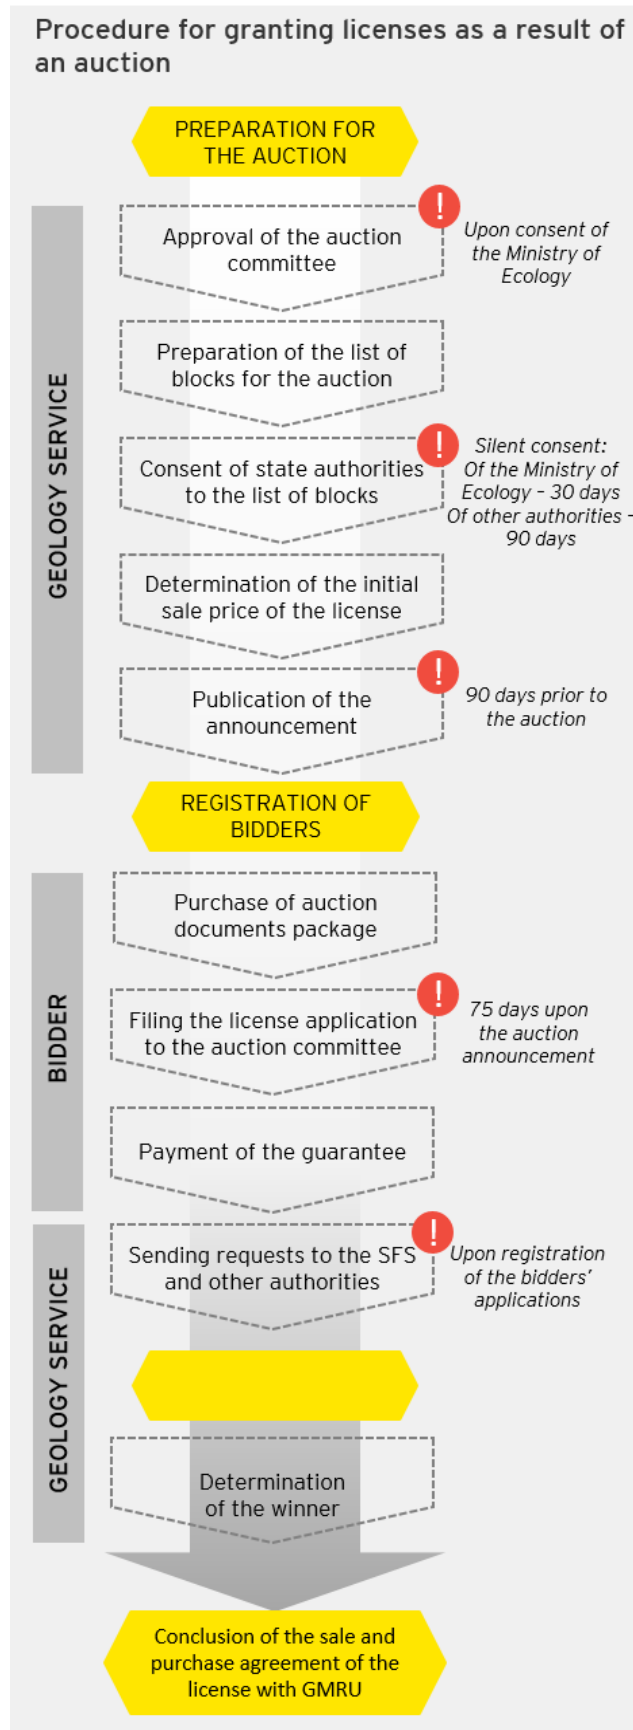 Procedure for granting licenses as a result of
an auction
PREPARATION FOR
THE AUCTION
GEOLOGY SERVICE
!
Approval of the auction
committee
Upon consent of
the Ministry of
Ecology
Preparation of the list of
blocks for the auction
!
Consent of state authorities
to the list of blocks
Silent consent:
Of the Ministry of
Ecology – 30 days
Of other authorities –
90 days
Determination of the initial
sale price of the license
!
Publication of the
announcement
90 days prior to
the auction
REGISTRATION OF
BIDDERS
BIDDER
Purchase of auction
documents package
!
Filing the license application
to the auction committee
75 days upon
the auction
announcement
Payment of the guarantee
GEOLOGY SERVICE
!
Sending requests to the SFS
and other authorities
Upon registration
of the bidders’
applications
Determination
of the winner
Conclusion of the sale and
purchase agreement of the
license with GMRU